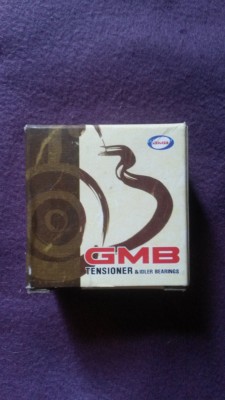 GMB
TENSIONER & IDLER BEARINGS